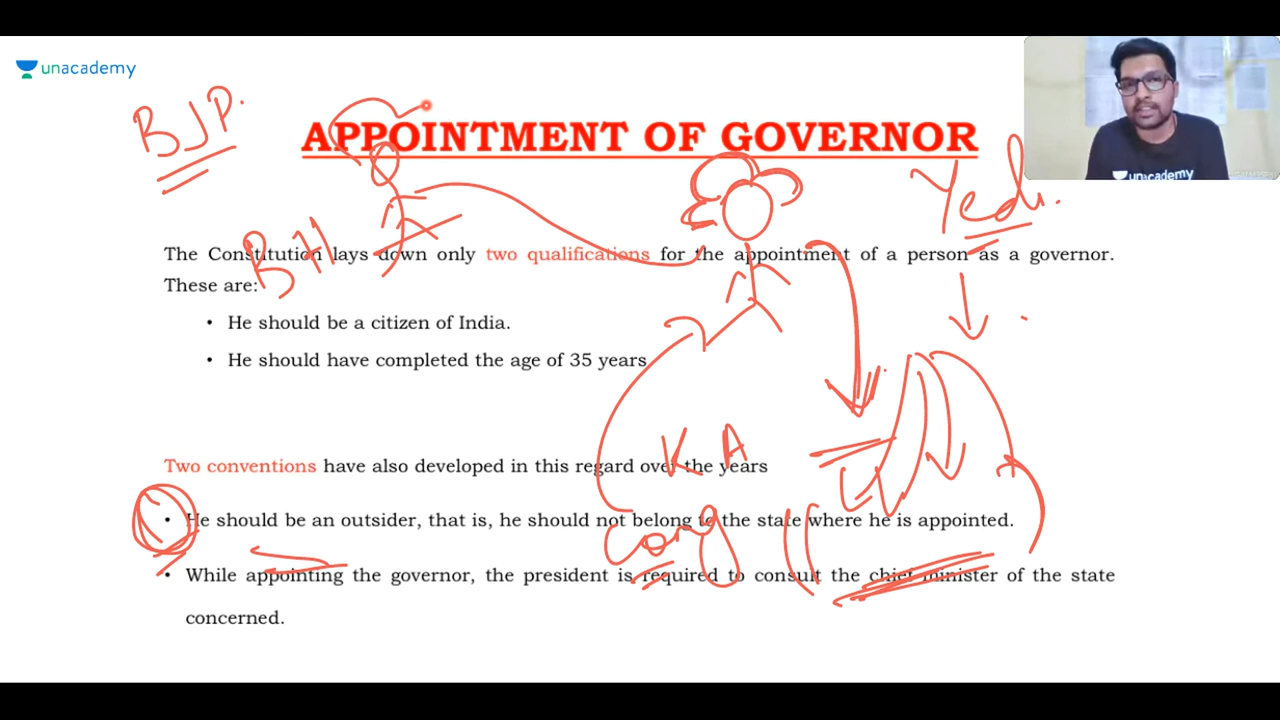 unacademy
BJP.
APPOINTMENT OF GOVERNOR
unacademy
Yedi.
BH
The Constitution lays down only two qualifications for the appointment of a person as a governor.
These are:
• He should be a citizen of India.
• He should have completed the age of 35 years
KA
Two conventions have also developed in this regard over the years
• He should be an outsider, that is, he should not belong to the state where he is appointed.
Cong
• While appointing the governor, the president is required to consult the chief minister of the state
concerned.